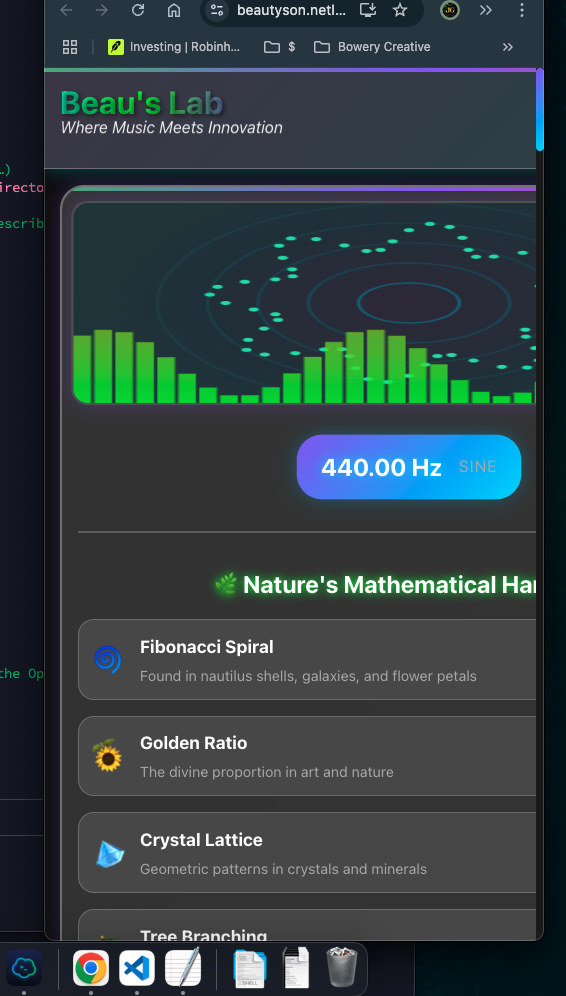 beautyson.netl...
Investing | Robinh...
$
Bowery Creative
Beau's Lab
Where Music Meets Innovation
…)
irecto
escrib
440.00 Hz SINE
Nature's Mathematical Har
Fibonacci Spiral
Found in nautilus shells, galaxies, and flower petals
Golden Ratio
The divine proportion in art and nature
the Op
Crystal Lattice
Geometric patterns in crystals and minerals
Tree Branching
SHELL